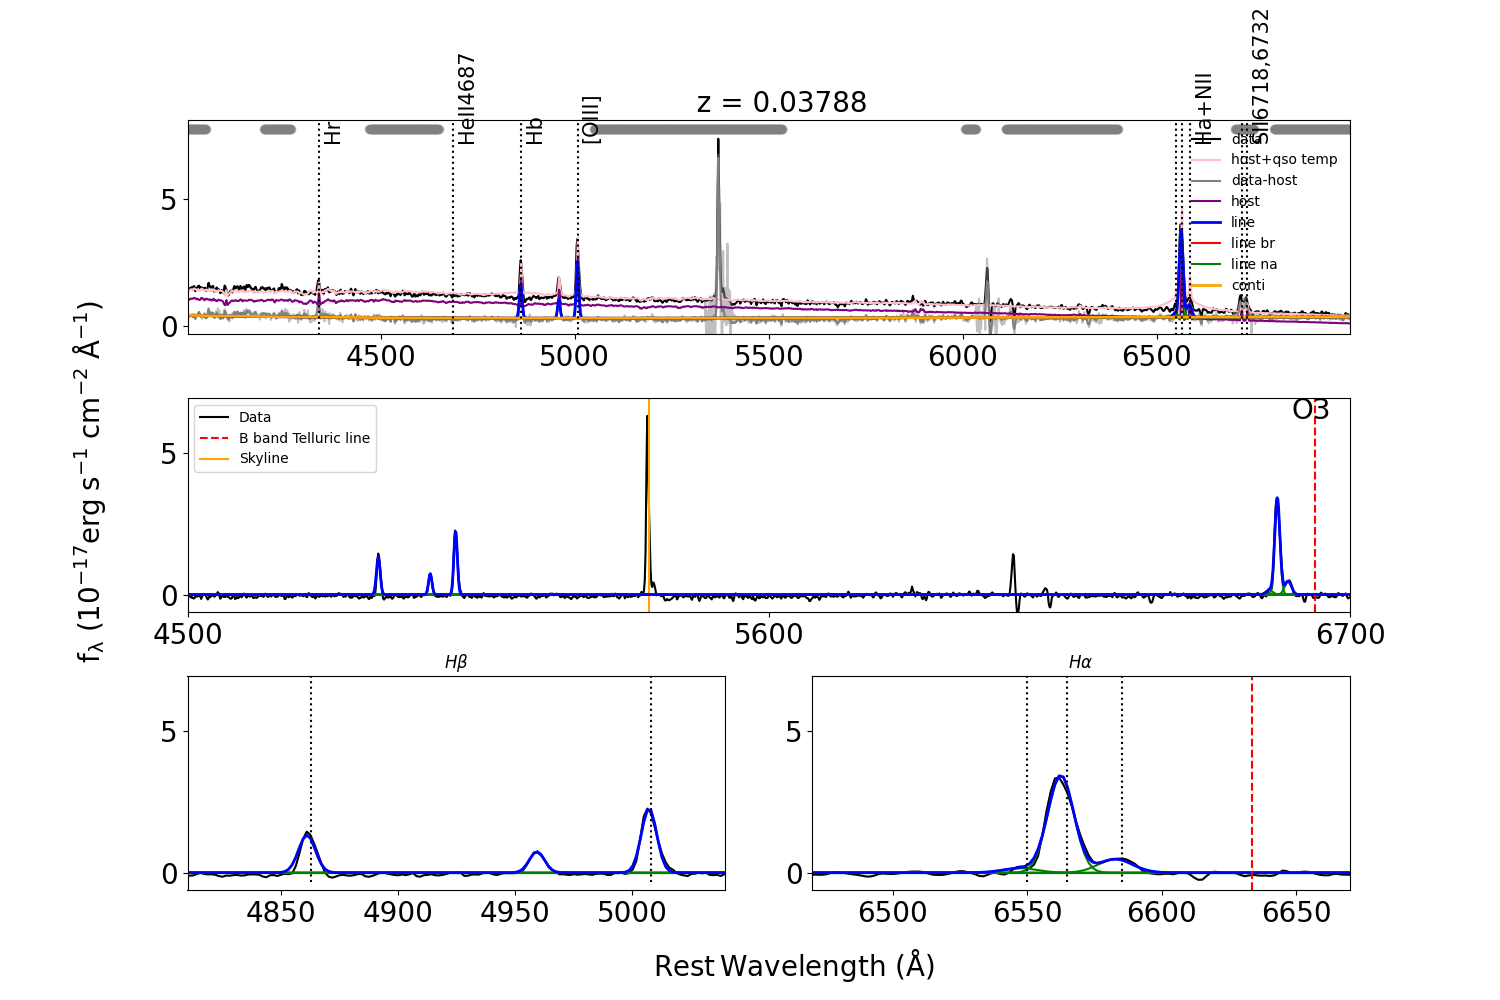 z = 0.03788
Hr
HeII4687
Hb
[OIII]
Ha+NII
SII6718,6732
data
host+qso temp
data-host
host
line
line br
line na
conti
5
0
4500
5000
5500
6000
6500
Data
B band Telluric line
Skyline
O3
5
0
4500
5600
6700
fλ (10−17erg s−1 cm−2 Å−1)
Hβ
5
0
4850
4900
4950
5000
Hα
5
0
6500
6550
6600
6650
Rest Wavelength (Å)